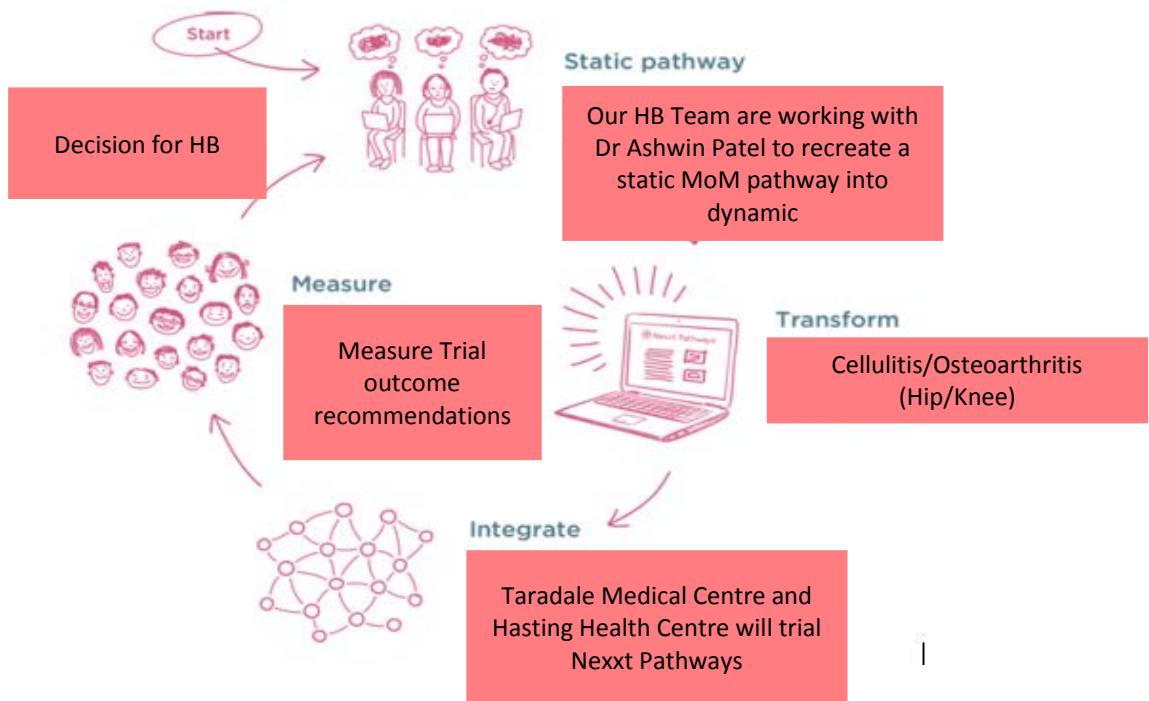 Start
Static pathway
Decision for HB
Our HB Team are working with
Dr Ashwin Patel to recreate a
static MoM pathway into
dynamic
Measure
Measure Trial
outcome
recommendations
Nexxt Pathways
Transform
Cellulitis/Osteoarthritis
(Hip/Knee)
Integrate
Taradale Medical Centre and
Hasting Health Centre will trial
Nexxt Pathways